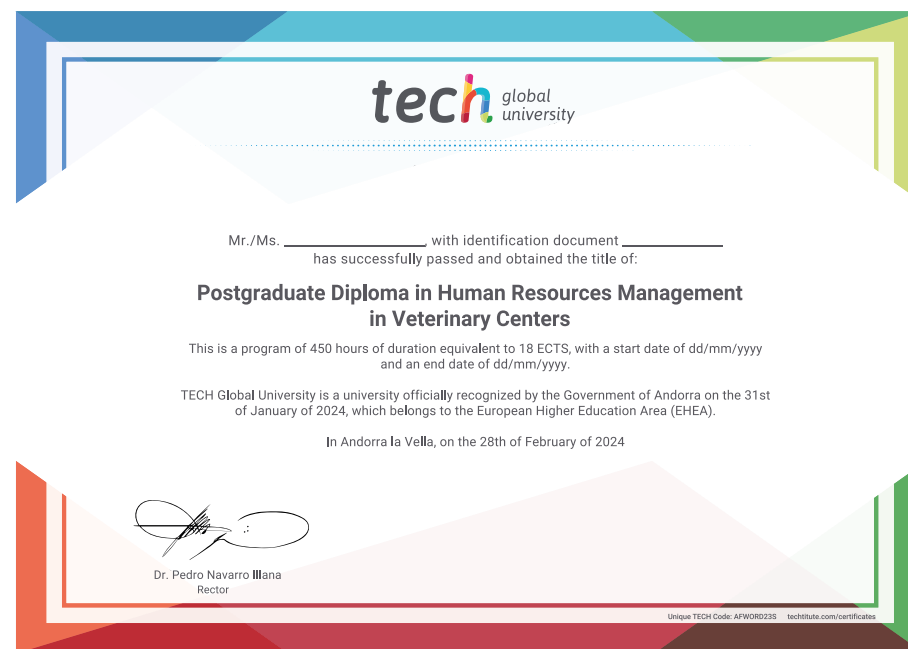 tech global
university
Mr./Ms. ____________, with identification document ____________
has successfully passed and obtained the title of:
Postgraduate Diploma in Human Resources Management
in Veterinary Centers
This is a program of 450 hours of duration equivalent to 18 ECTS, with a start date of dd/mm/yyyy
and an end date of dd/mm/yyyy.
TECH Global University is a university officially recognized by the Government of Andorra on the 31st
of January of 2024, which belongs to the European Higher Education Area (EHEA).
In Andorra la Vella, on the 28th of February of 2024
Dr. Pedro Navarro Illana
Rector
Unique TECH Code: AFWORD23S techtitute.com/certificates